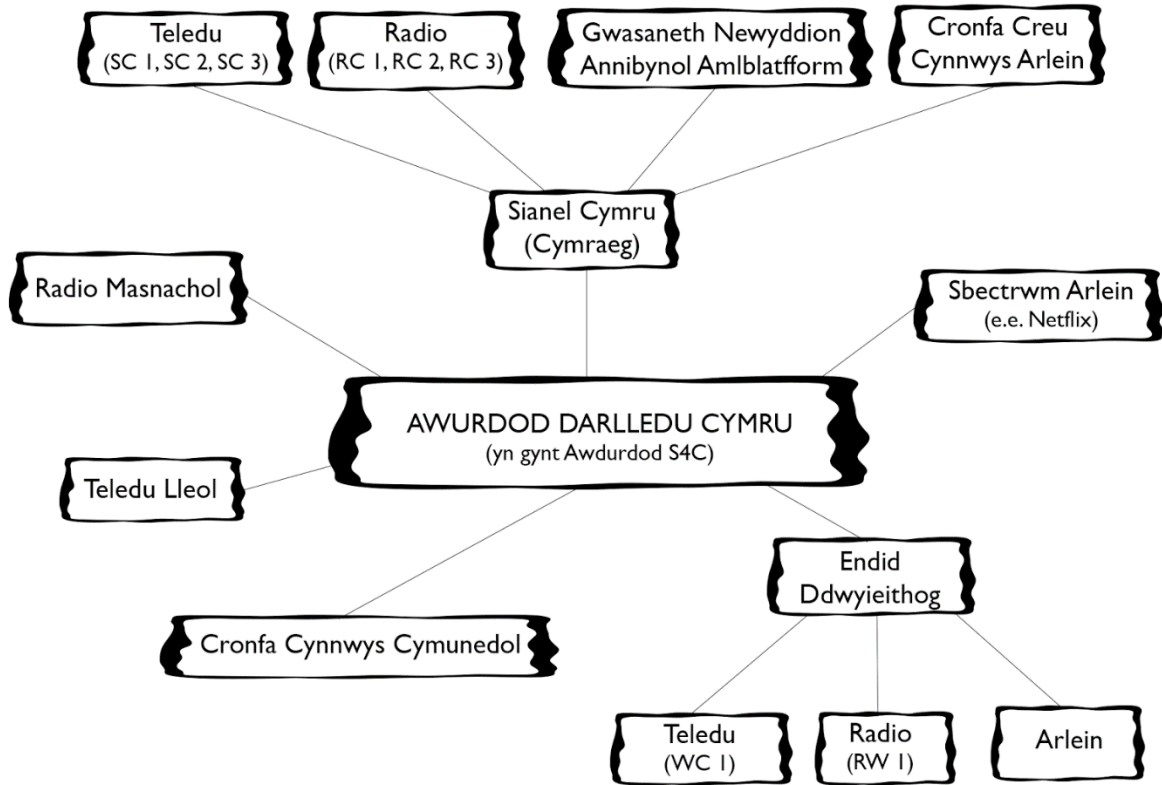 Teledu
(SC 1, SC 2, SC 3)
Radio
(RC 1, RC 2, RC 3)
Gwasaneth Newyddion
Annibynol Amlblatfform
Cronfa Creu
Cynnwys Arlein
Sianel Cymru
(Cymraeg)
Radio Masnachol
Sbectrwm Arlein
(e.e. Netflix)
AWURDOD DARLLEDU CYMRU
(yn gynt Awdurdod S4C)
Teledu Lleol
Endid
Ddwyieithog
Cronfa Cynnwys Cymunedol
Teledu
(WC 1)
Radio
(RW 1)
Arlein